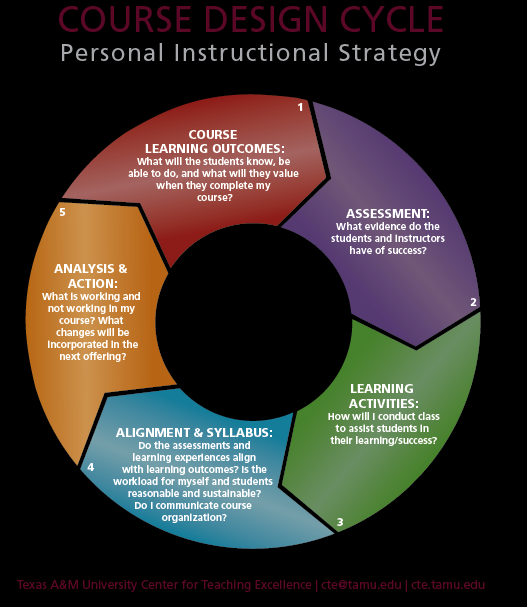 COURSE DESIGN CYCLE
Personal Instructional Strategy
1
COURSE
LEARNING OUTCOMES:
What will the students know, be
able to do, and what will they value
when they complete my
course?
ASSESSMENT:
What evidence do the
students and instructors
have of success?
2
LEARNING
ACTIVITIES:
How will I conduct class
to assist students in
their learning/success?
3
ALIGNMENT & SYLLABUS:
Do the assessments and
learning experiences align
with learning outcomes? Is the
workload for myself and students
reasonable and sustainable?
Do I communicate course
organization?
4
5
ANALYSIS &
ACTION:
What is working and
not working in my
course? What
changes will be
incorporated in the
next offering?
Texas A&M University Center for Teaching Excellence | cte@tamu.edu | cte.tamu.edu